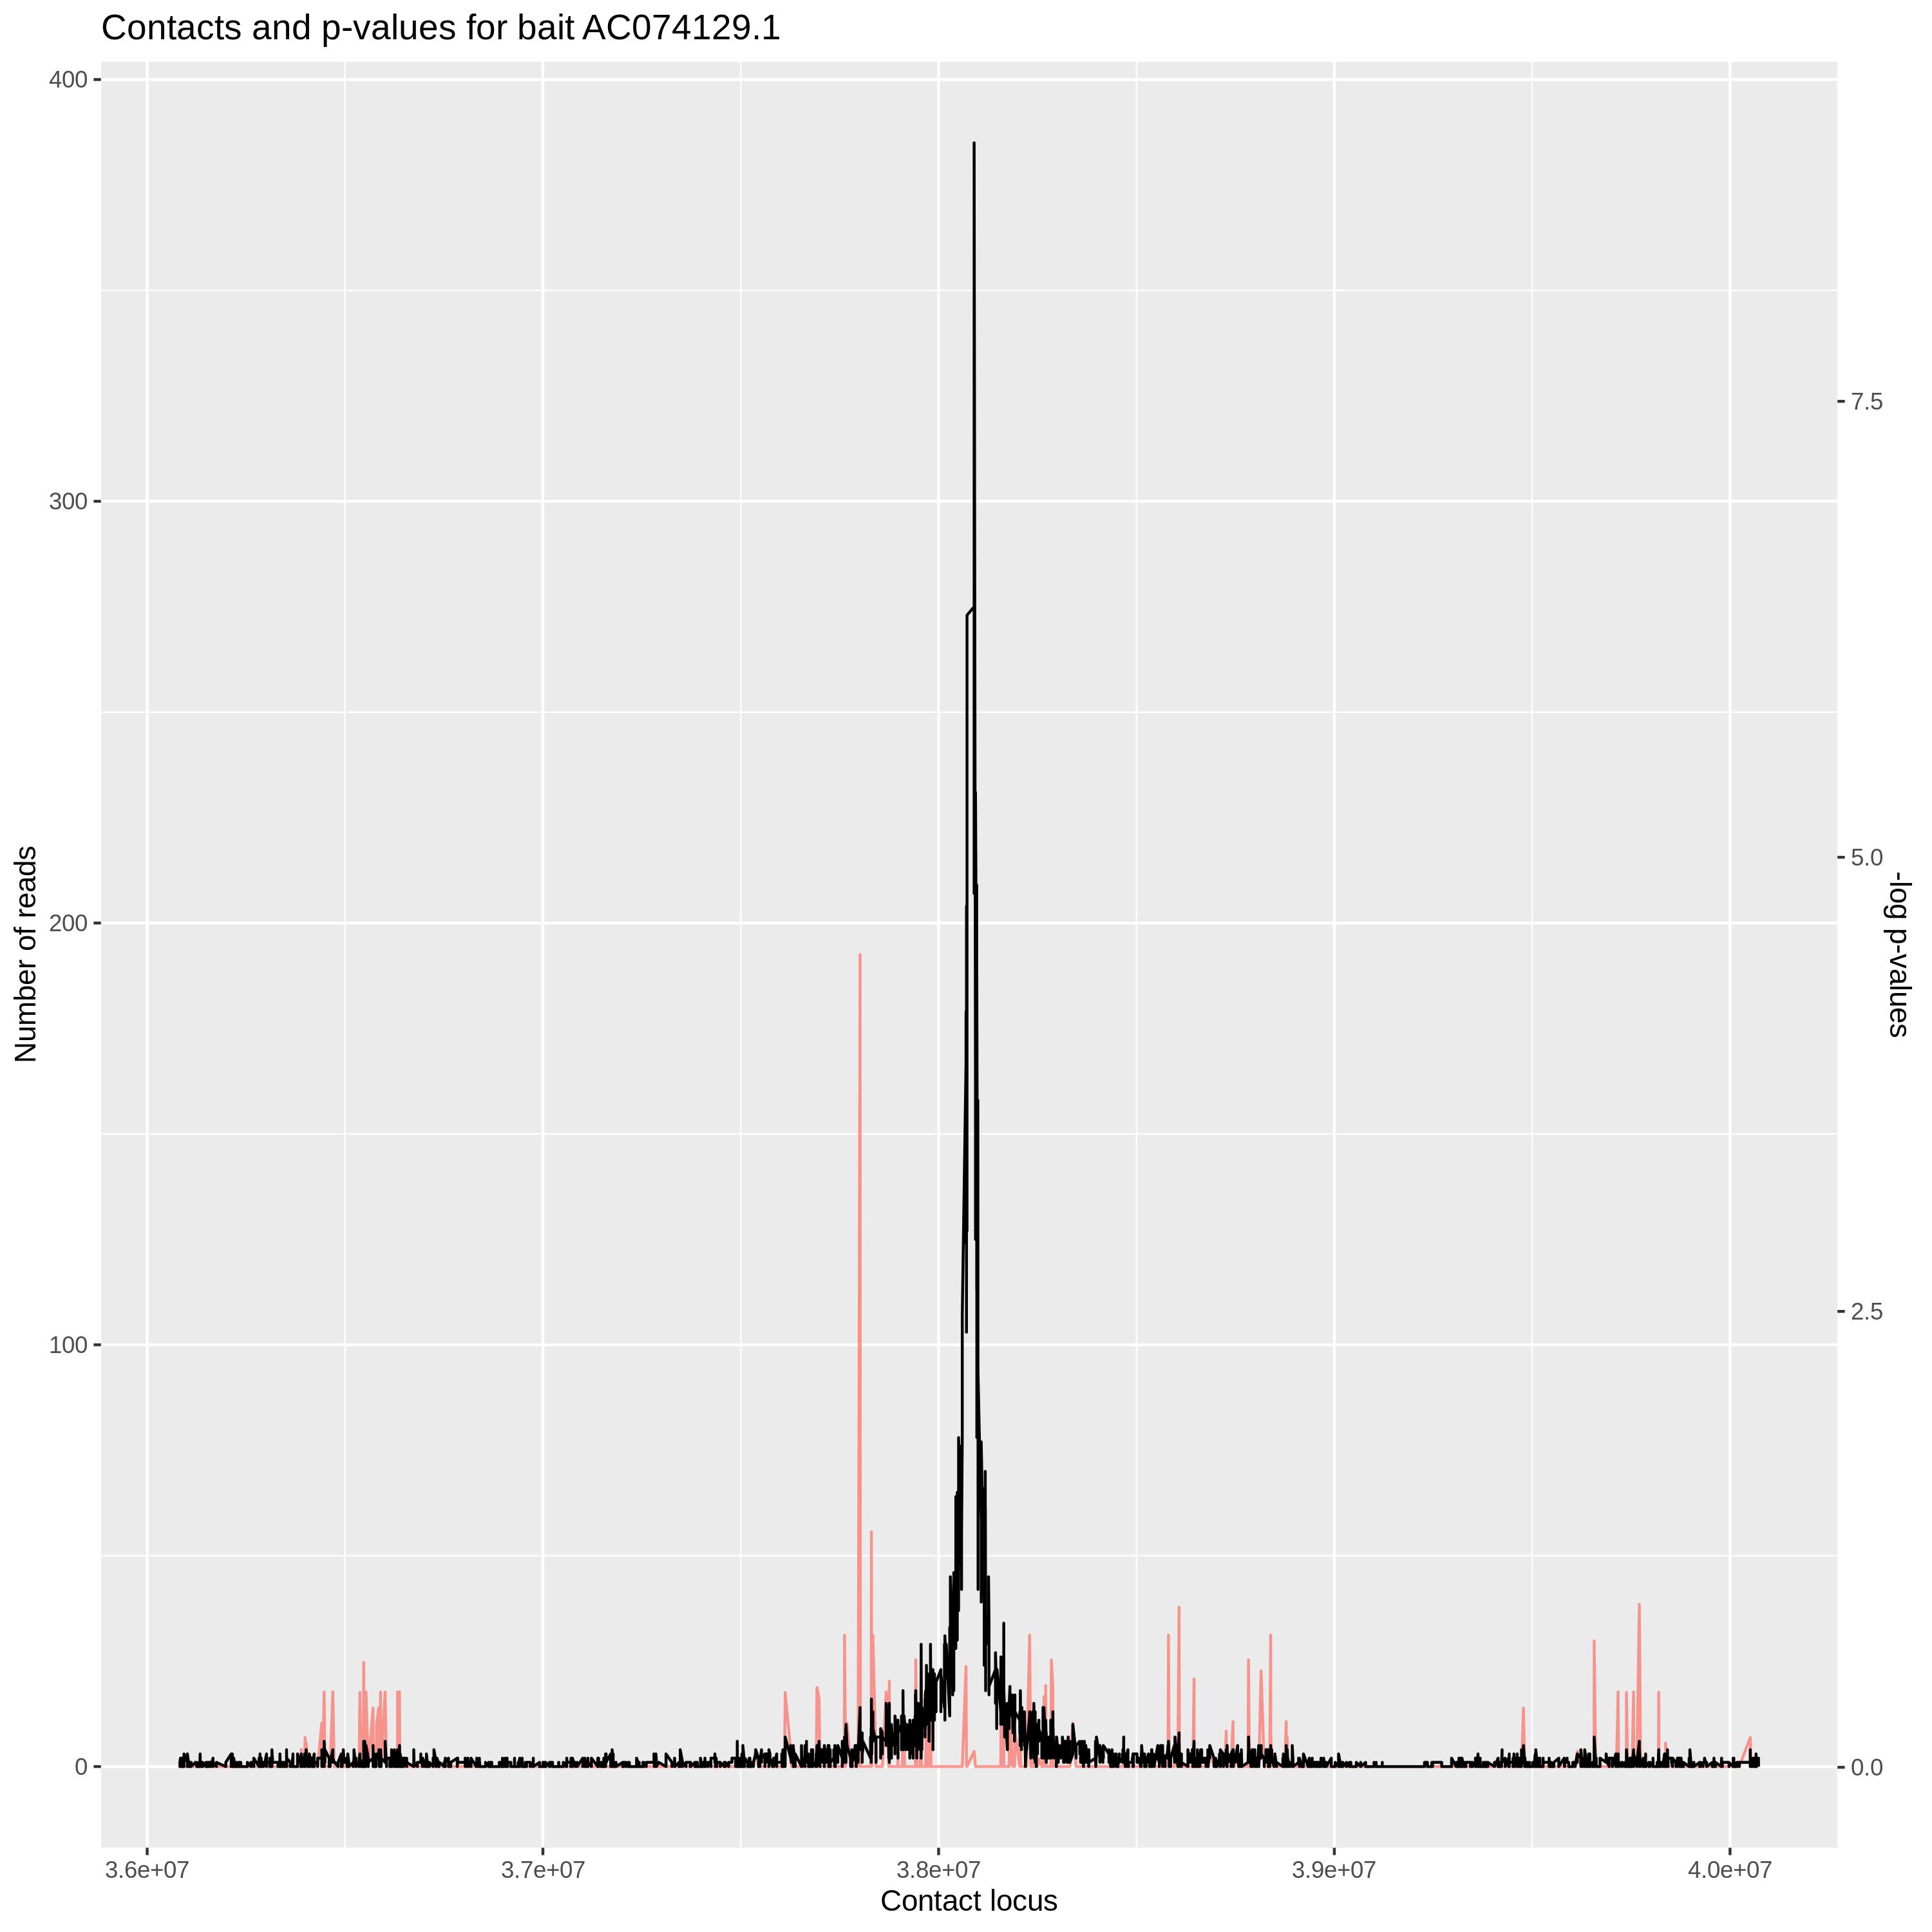 Contacts and p-values for bait AC074129.1
400
300
200
100
0
Number of reads
7.5
5.0
2.5
0.0
-log p-values
3.6e+07
3.7e+07
3.8e+07
3.9e+07
4.0e+07
Contact locus